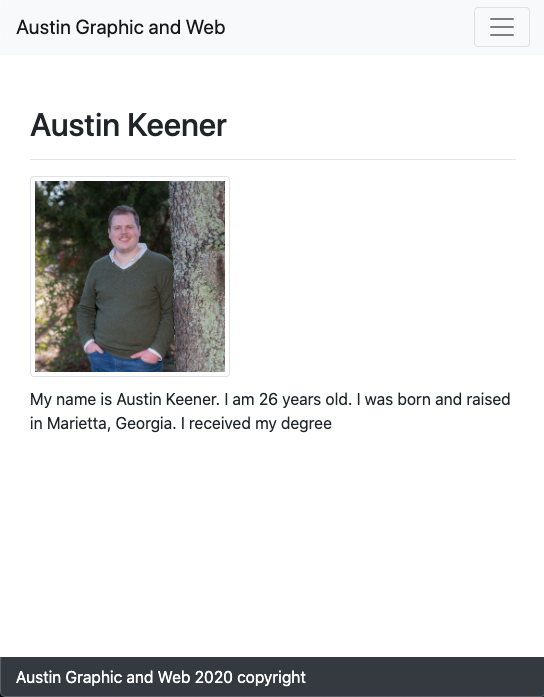 Austin Graphic and Web
Austin Keener
My name is Austin Keener. I am 26 years old. I was born and raised
in Marietta, Georgia. I received my degree
Austin Graphic and Web 2020 copyright